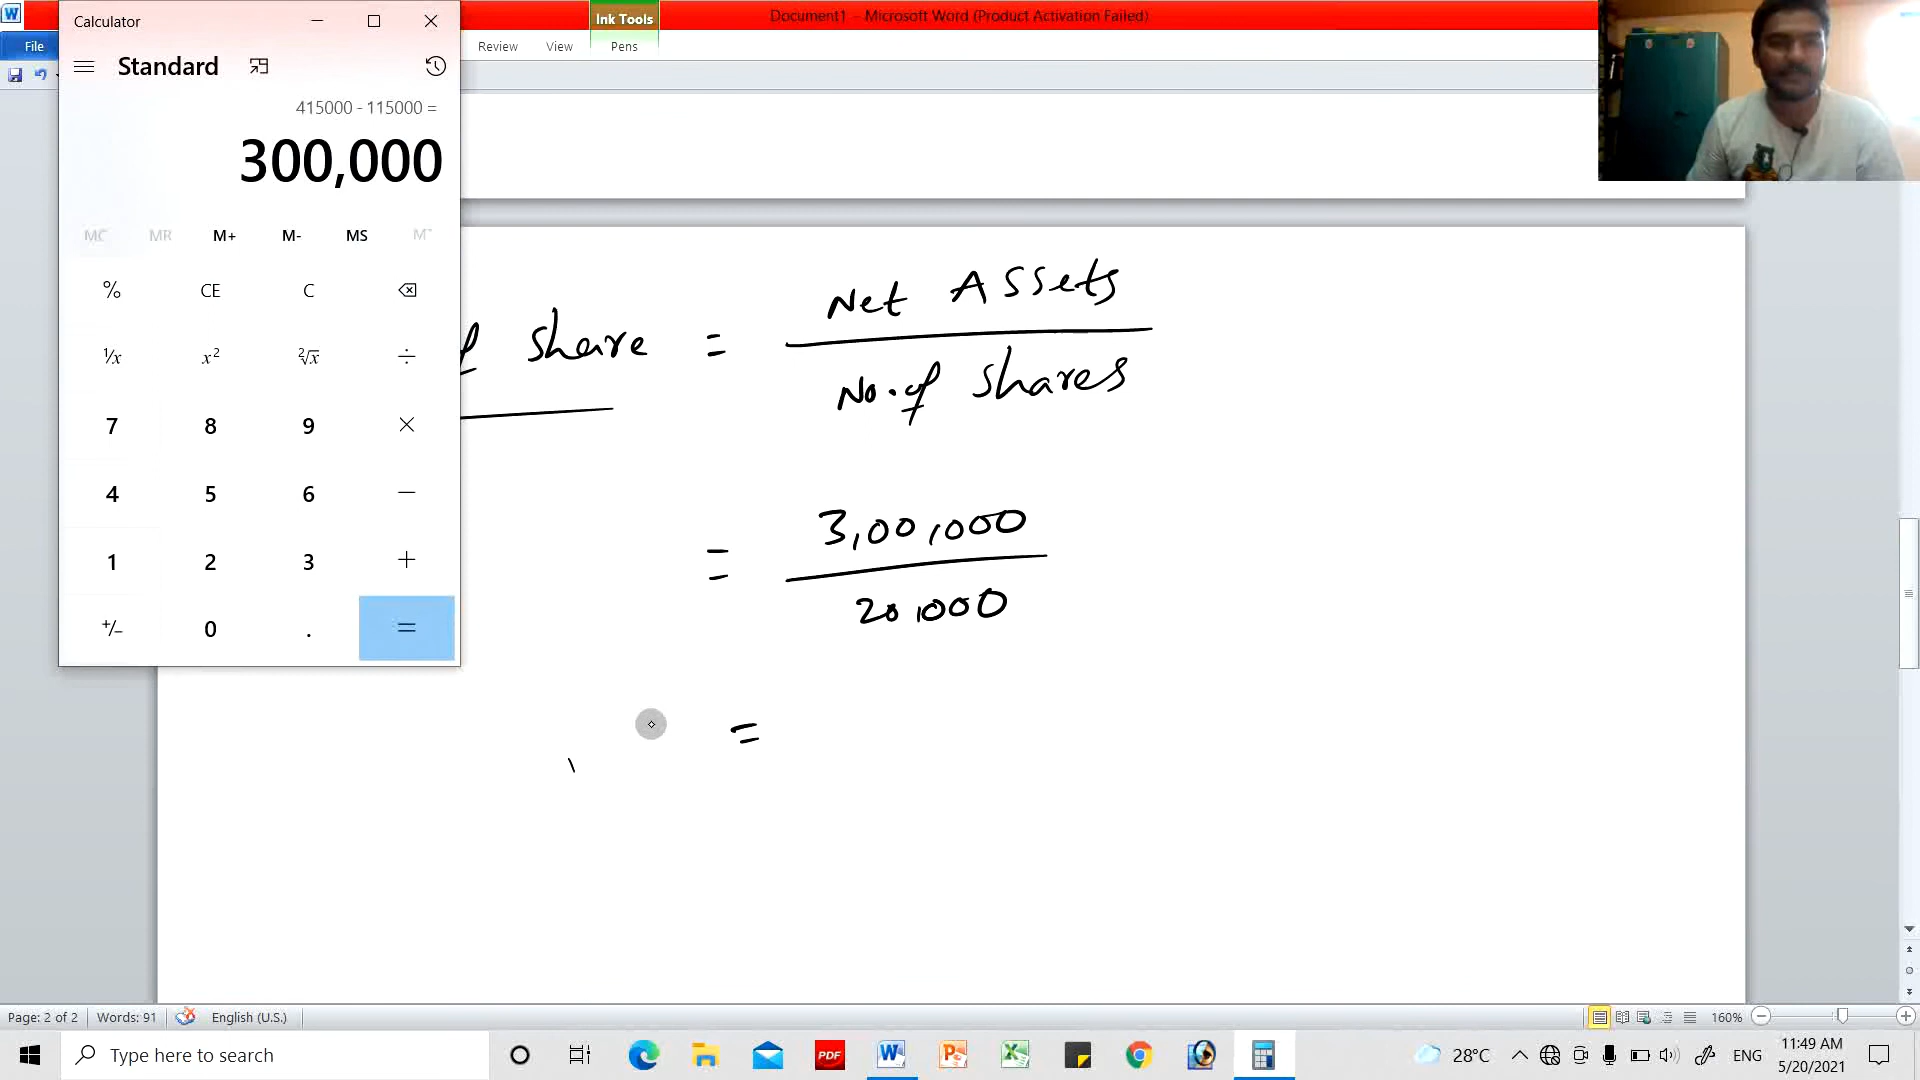 Calculator
Ink Tools
Document1 - Microsoft Word (Product Activation Failed)
File
Review View Pens
Standard
415000 - 115000 =
300,000
MC MR M+ M- MS
% CE C
¹/x x² ²√x ÷
7 8 9 ×
4 5 6 −
1 2 3 +
+/− 0 . =
f share = Net Assets
No. of shares
= 3,00,000
20,000
=
Page: 2 of 2 Words: 91 English (U.S.) 160%
Type here to search
PDF
28°C ENG 11:49 AM
5/20/2021